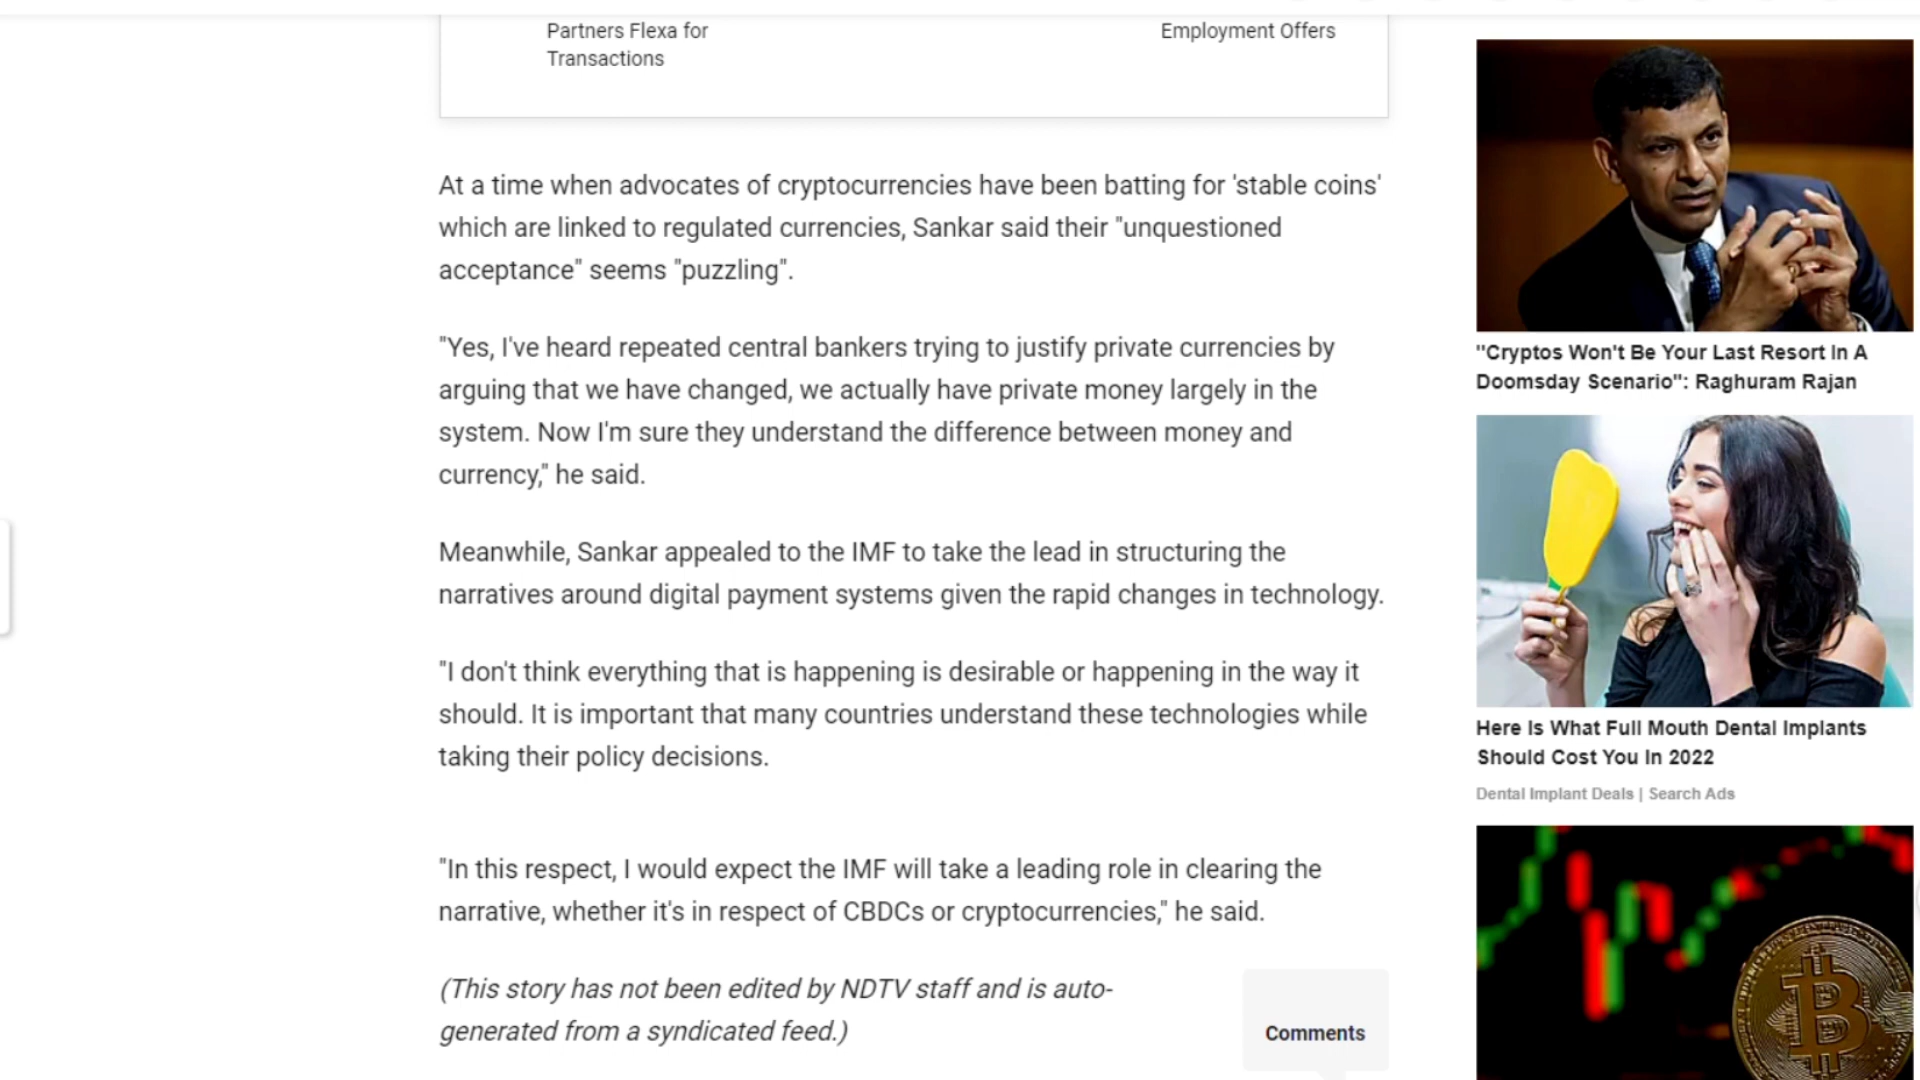 Partners Flexa for
Transactions
Employment Offers
At a time when advocates of cryptocurrencies have been batting for 'stable coins'
which are linked to regulated currencies, Sankar said their "unquestioned
acceptance" seems "puzzling".
"Yes, I've heard repeated central bankers trying to justify private currencies by
arguing that we have changed, we actually have private money largely in the
system. Now I'm sure they understand the difference between money and
currency," he said.
Meanwhile, Sankar appealed to the IMF to take the lead in structuring the
narratives around digital payment systems given the rapid changes in technology.
"I don't think everything that is happening is desirable or happening in the way it
should. It is important that many countries understand these technologies while
taking their policy decisions.
"In this respect, I would expect the IMF will take a leading role in clearing the
narrative, whether it's in respect of CBDCs or cryptocurrencies," he said.
(This story has not been edited by NDTV staff and is auto-
generated from a syndicated feed.)
Comments
"Cryptos Won't Be Your Last Resort In A
Doomsday Scenario": Raghuram Rajan
Here Is What Full Mouth Dental Implants
Should Cost You In 2022
Dental Implant Deals | Search Ads